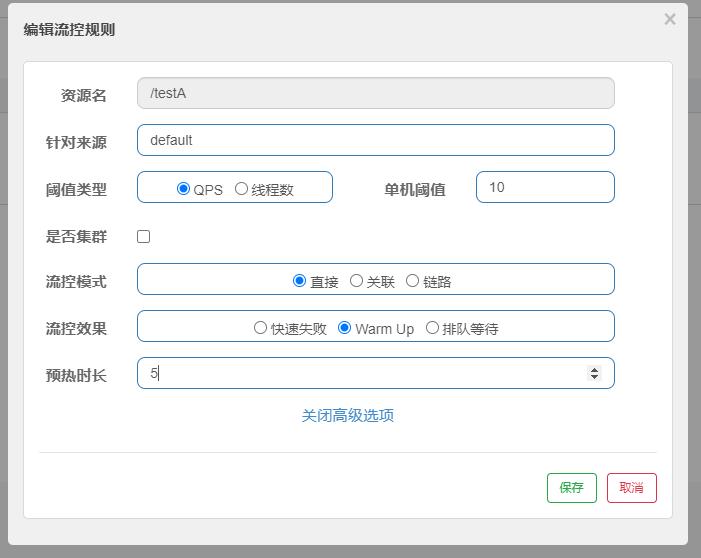 编辑流控规则 ×
资源名 /testA
针对来源 default
阈值类型 QPS 线程数 单机阈值 10
是否集群
流控模式 直接 关联 链路
流控效果 快速失败 Warm Up 排队等待
预热时长 5
关闭高级选项
保存 取消